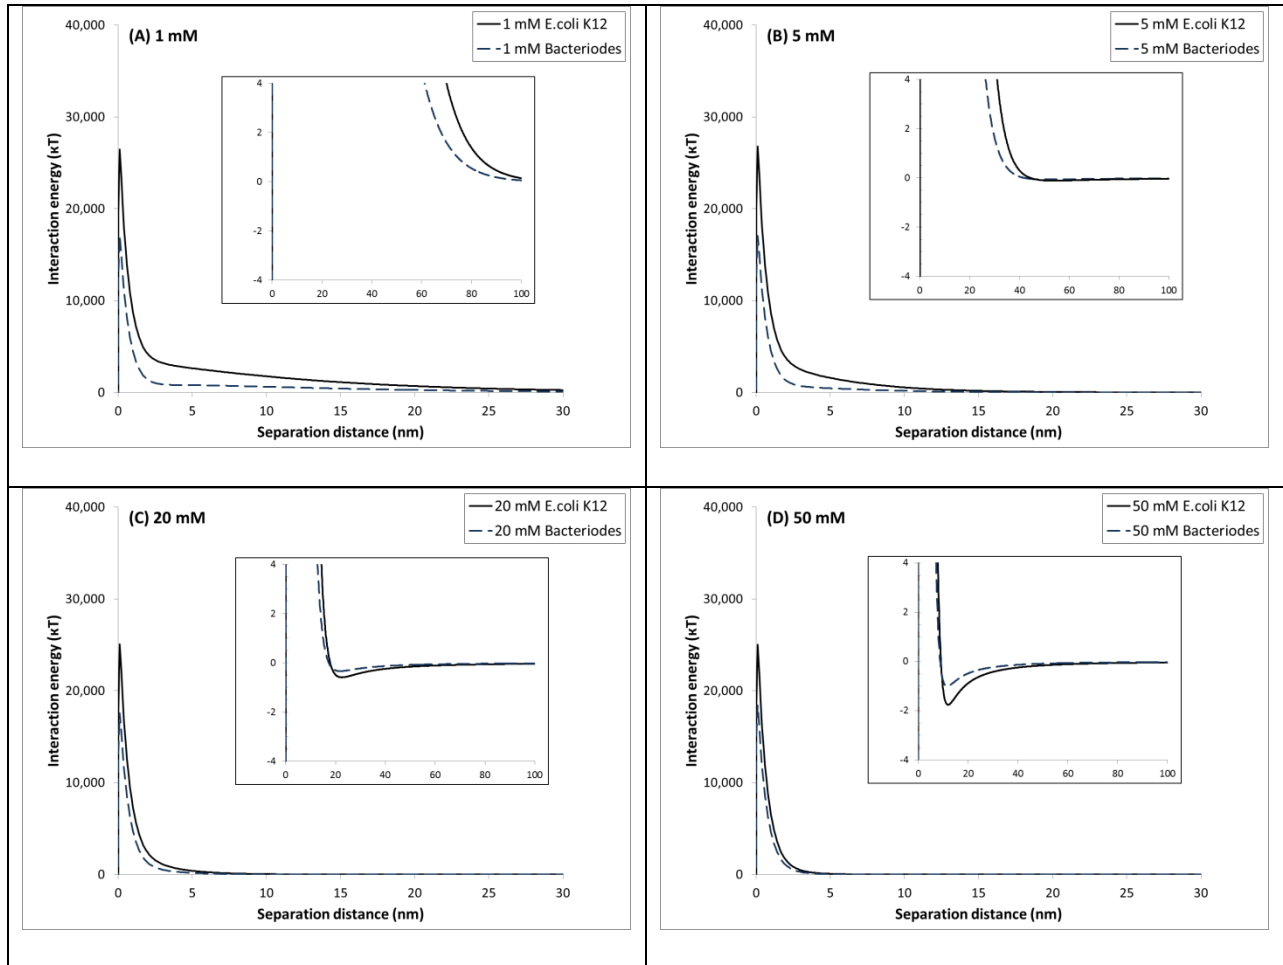 (A) 1 mM
1 mM E.coli K12
1 mM Bacteriodes
Interaction energy (κT)
40,000
30,000
20,000
10,000
0
4
2
0
-2
-4
0 20 40 60 80 100
0 5 10 15 20 25 30
Separation distance (nm)
(B) 5 mM
5 mM E.coli K12
5 mM Bacteriodes
Interaction energy (κT)
40,000
30,000
20,000
10,000
0
4
2
0
-2
-4
0 20 40 60 80 100
0 5 10 15 20 25 30
Separation distance (nm)
(C) 20 mM
20 mM E.coli K12
20 mM Bacteriodes
Interaction energy (κT)
40,000
30,000
20,000
10,000
0
4
2
0
-2
-4
0 20 40 60 80 100
0 5 10 15 20 25 30
Separation distance (nm)
(D) 50 mM
50 mM E.coli K12
50 mM Bacteriodes
Interaction energy (κT)
40,000
30,000
20,000
10,000
0
4
2
0
-2
-4
0 20 40 60 80 100
0 5 10 15 20 25 30
Separation distance (nm)